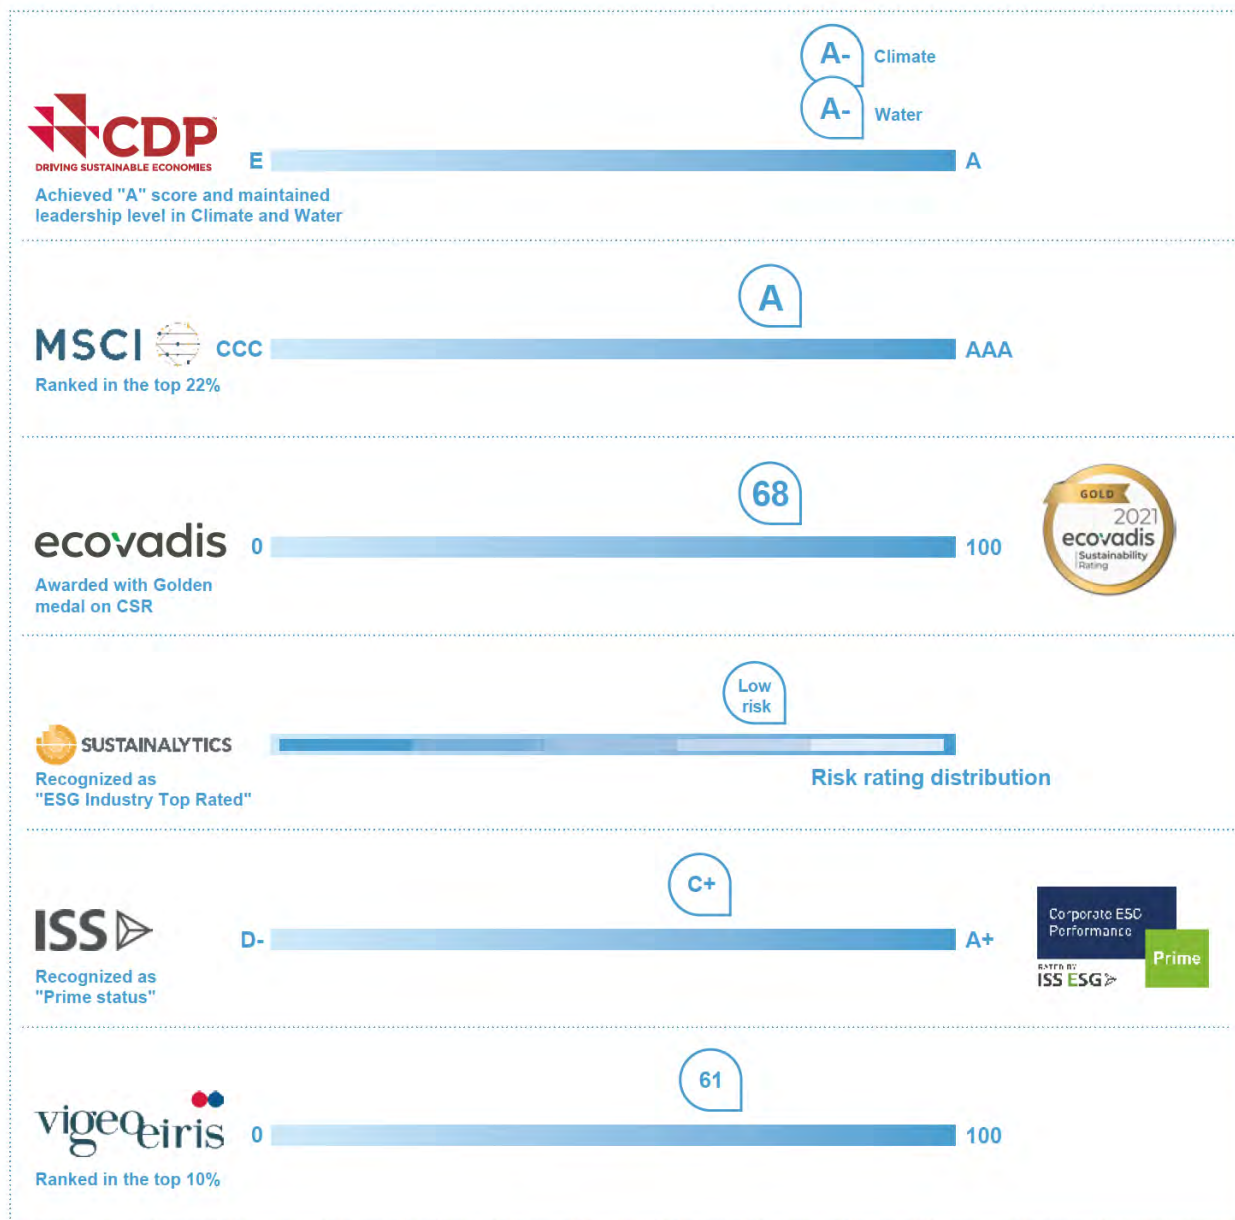 A-
Climate
A-
Water
CDP
DRIVING SUSTAINABLE ECONOMIES
E
A
Achieved "A" score and maintained
leadership level in Climate and Water
A
MSCI
CCC
AAA
Ranked in the top 22%
68
ecovadis
0
100
GOLD
2021
ecovadis
Sustainability
Rating
Awarded with Golden
medal on CSR
Low
risk
SUSTAINALYTICS
Recognized as
"ESG Industry Top Rated"
Risk rating distribution
C+
ISS
D-
A+
Corporate ESG
Performance
Prime
RATED BY
ISS ESG
Recognized as
"Prime status"
61
vigeoeiris
0
100
Ranked in the top 10%